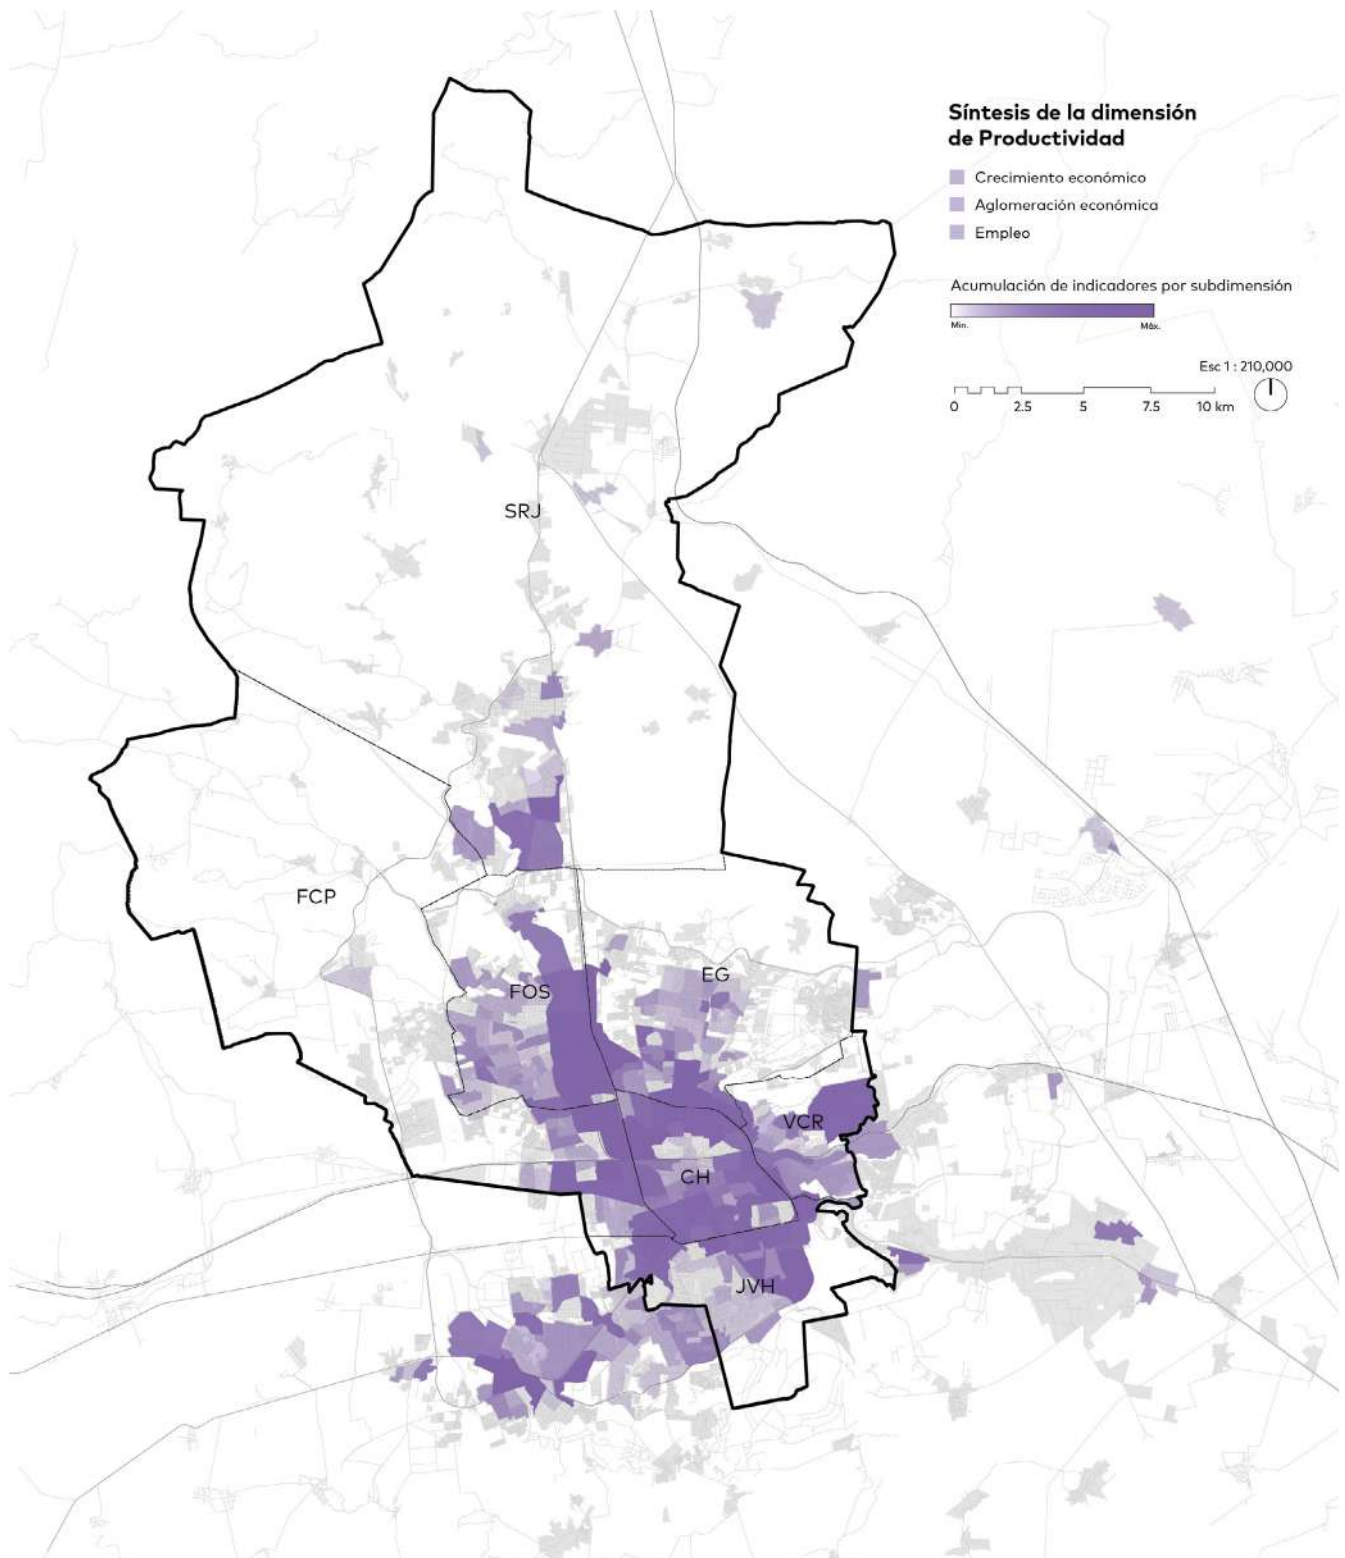 Síntesis de la dimensión
de Productividad
Crecimiento económico
Aglomeración económica
Empleo
Acumulación de indicadores por subdimensión
Mín. Máx.
Esc 1 : 210,000
0 2.5 5 7.5 10 km
SRJ
FCP
EG
FOS
VCR
CH
JVH